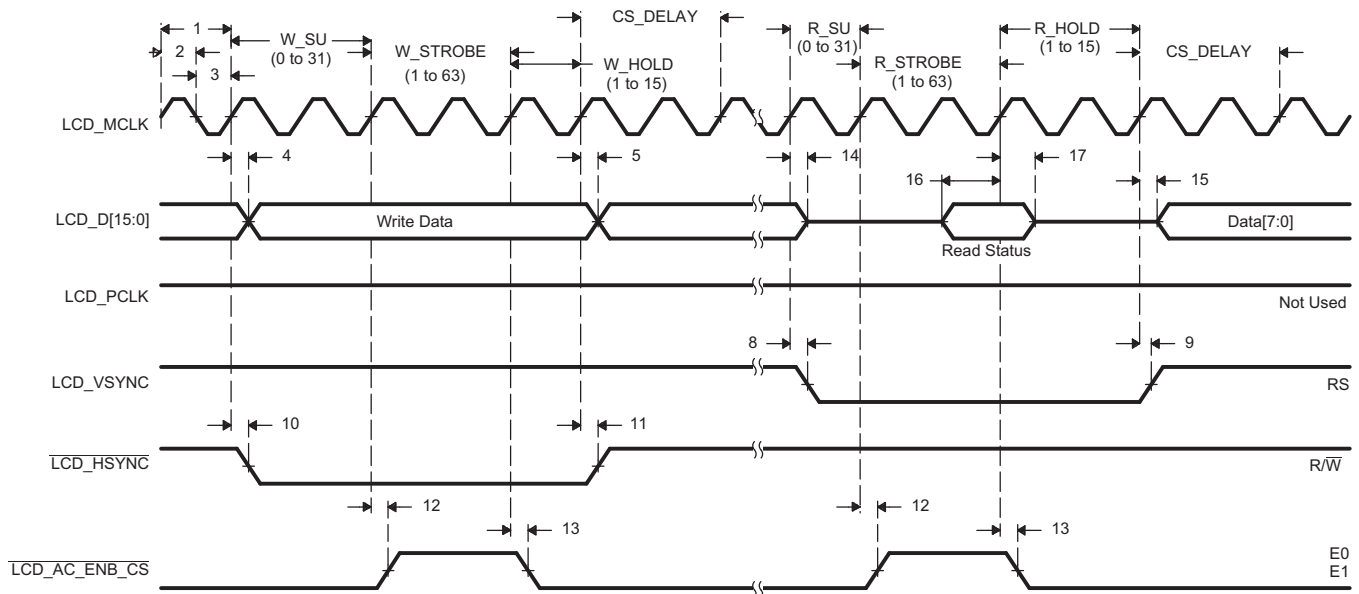 CS_DELAY
1
W_SU
(0 to 31)
R_SU
(0 to 31)
R_HOLD
(1 to 15)
2
W_STROBE
(1 to 63)
CS_DELAY
3
W_HOLD
(1 to 15)
R_STROBE
(1 to 63)
LCD_MCLK
4
5
14
17
16
15
LCD_D[15:0]
Write Data
Data[7:0]
Read Status
LCD_PCLK
Not Used
8
9
LCD_VSYNC
RS
10
11
LCD_HSYNC
R/W
12
13
12
13
LCD_AC_ENB_CS
E0
E1